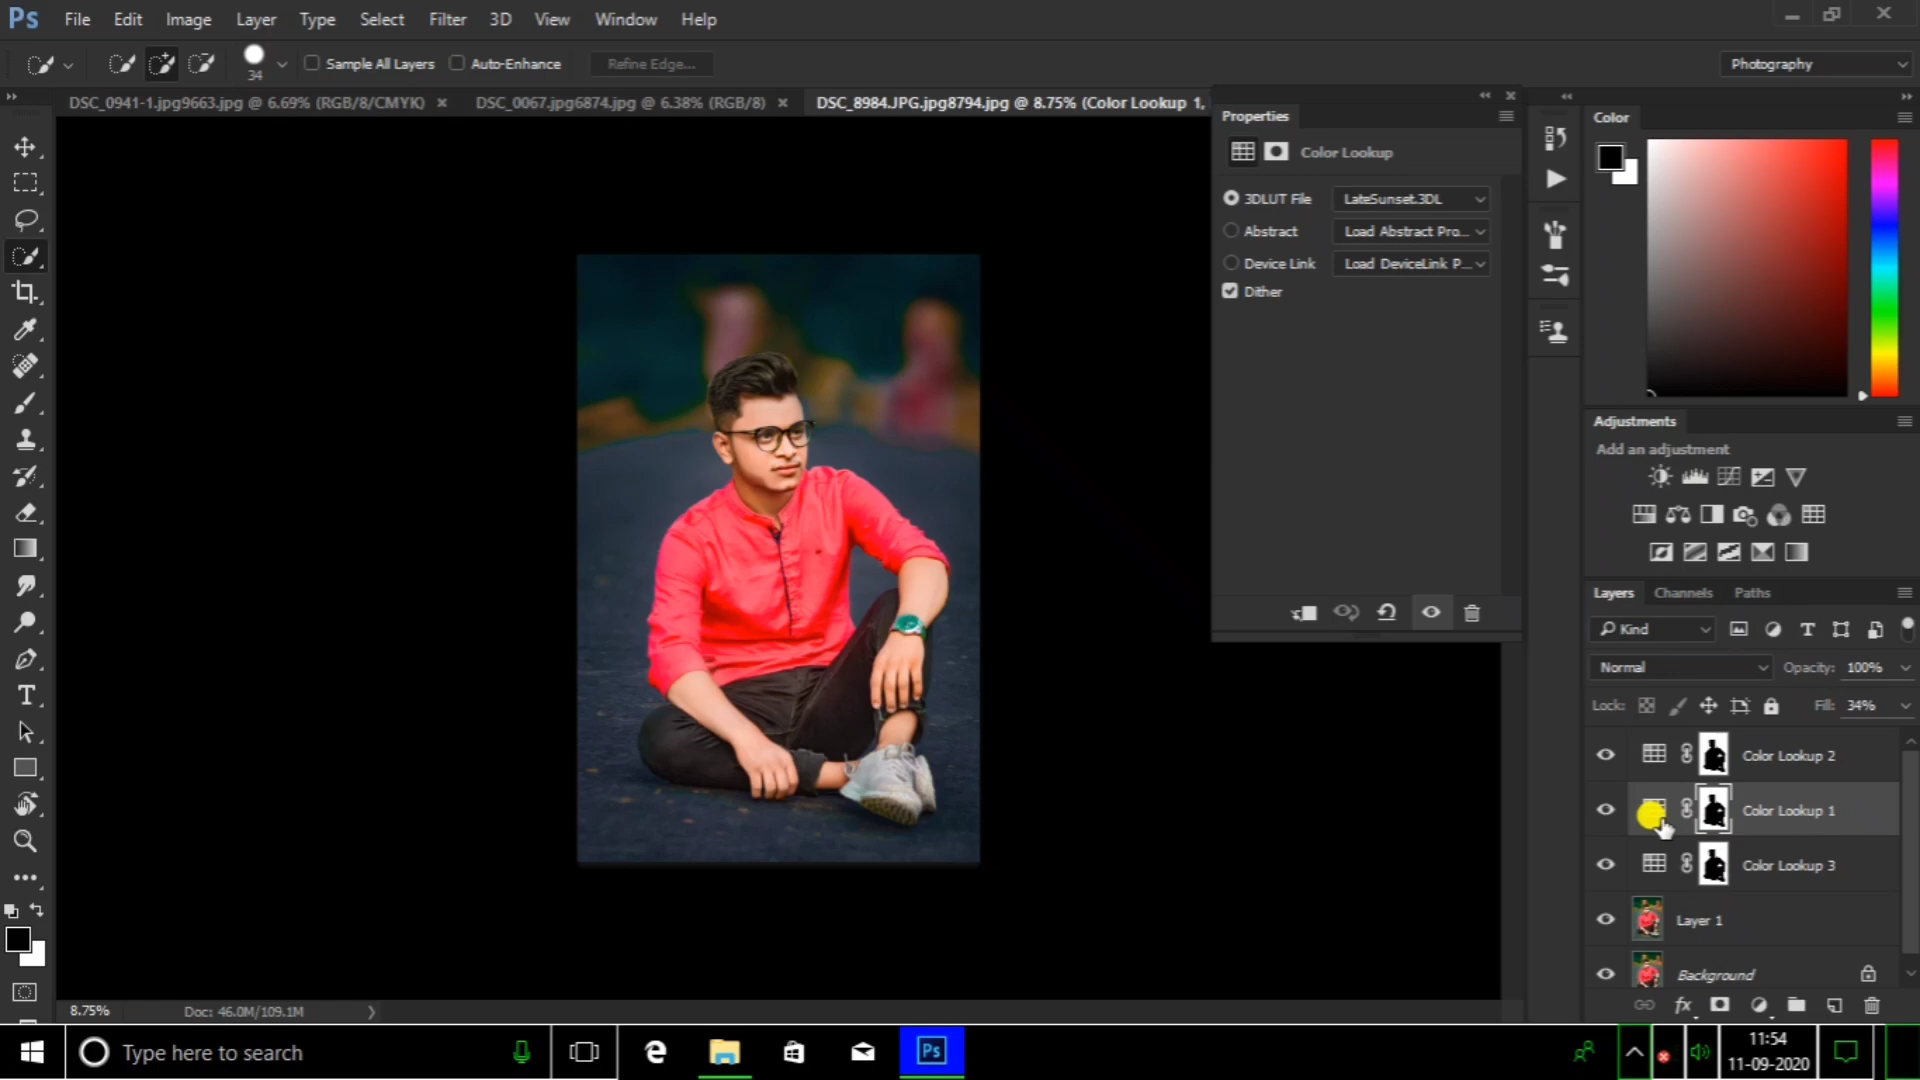 Ps File Edit Image Layer Type Select Filter 3D View Window Help
34 Sample All Layers Auto-Enhance Refine Edge... Photography
DSC_0941-1.jpg9663.jpg @ 6.69% (RGB/8/CMYK) DSC_0067.jpg6874.jpg @ 6.38% (RGB/8) DSC_8984.JPG.jpg8794.jpg @ 8.75% (Color Lookup 1,
Properties
Color Lookup
3DLUT File LateSunset.3DL
Abstract Load Abstract Pro...
Device Link Load DeviceLink P...
Dither
Color
Adjustments
Add an adjustment
Layers Channels Paths
Kind
Normal Opacity: 100%
Lock: Fill: 34%
Color Lookup 2
Color Lookup 1
Color Lookup 3
Layer 1
Background
fx
8.75% Doc: 46.0M/109.1M
Type here to search
Ps
11:54
11-09-2020